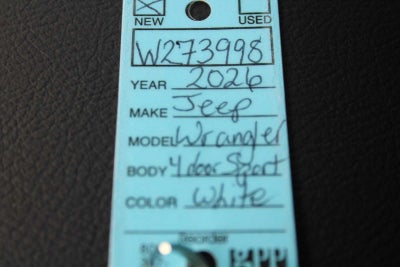 NEW USED
W273998
YEAR 2026
MAKE Jeep
MODEL Wrangler
BODY 4 door Sport
COLOR White